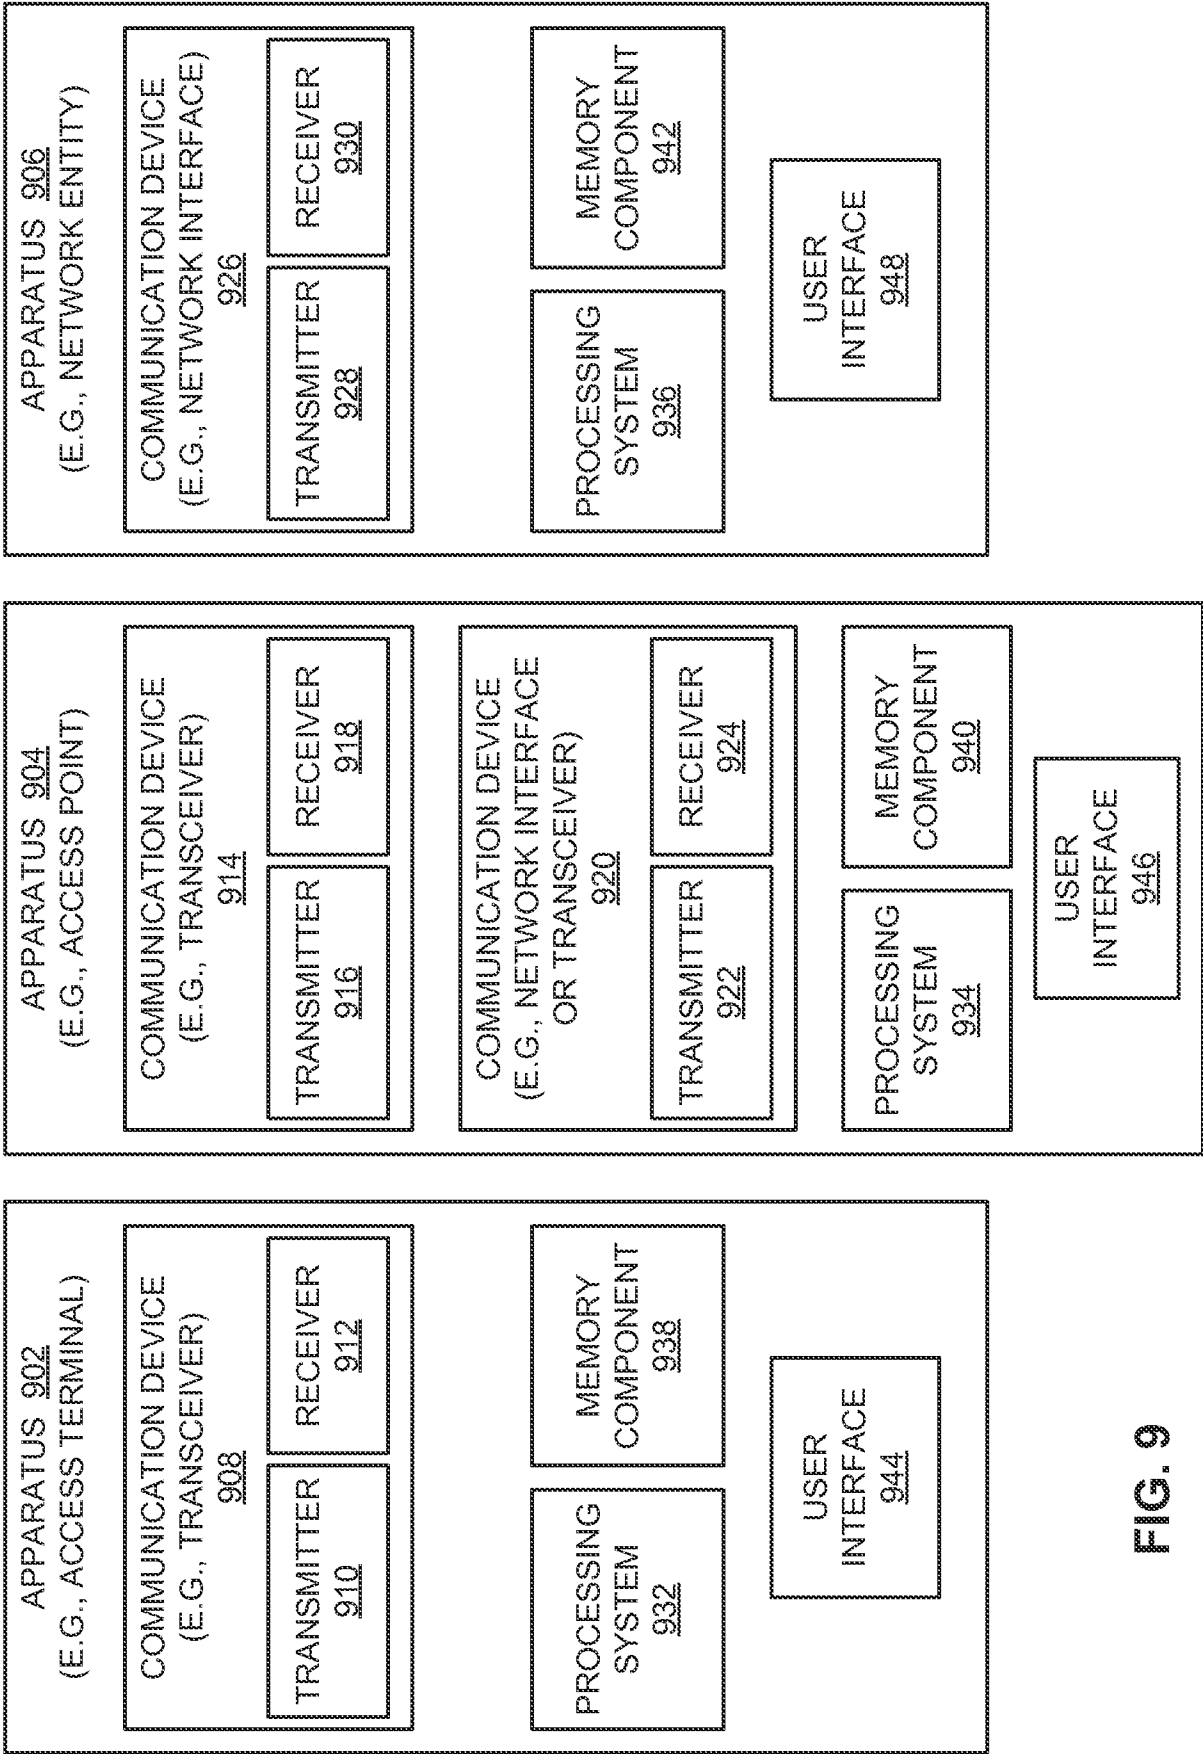 APPARATUS 902
(E.G., ACCESS TERMINAL)
COMMUNICATION DEVICE
(E.G., TRANSCEIVER)
908
TRANSMITTER
910
RECEIVER
912
PROCESSING
SYSTEM
932
MEMORY
COMPONENT
938
USER
INTERFACE
944
APPARATUS 904
(E.G., ACCESS POINT)
COMMUNICATION DEVICE
(E.G., TRANSCEIVER)
914
TRANSMITTER
916
RECEIVER
918
COMMUNICATION DEVICE
(E.G., NETWORK INTERFACE
OR TRANSCEIVER)
920
TRANSMITTER
922
RECEIVER
924
PROCESSING
SYSTEM
934
MEMORY
COMPONENT
940
USER
INTERFACE
946
APPARATUS 906
(E.G., NETWORK ENTITY)
COMMUNICATION DEVICE
(E.G., NETWORK INTERFACE)
926
TRANSMITTER
928
RECEIVER
930
PROCESSING
SYSTEM
936
MEMORY
COMPONENT
942
USER
INTERFACE
948
FIG. 9